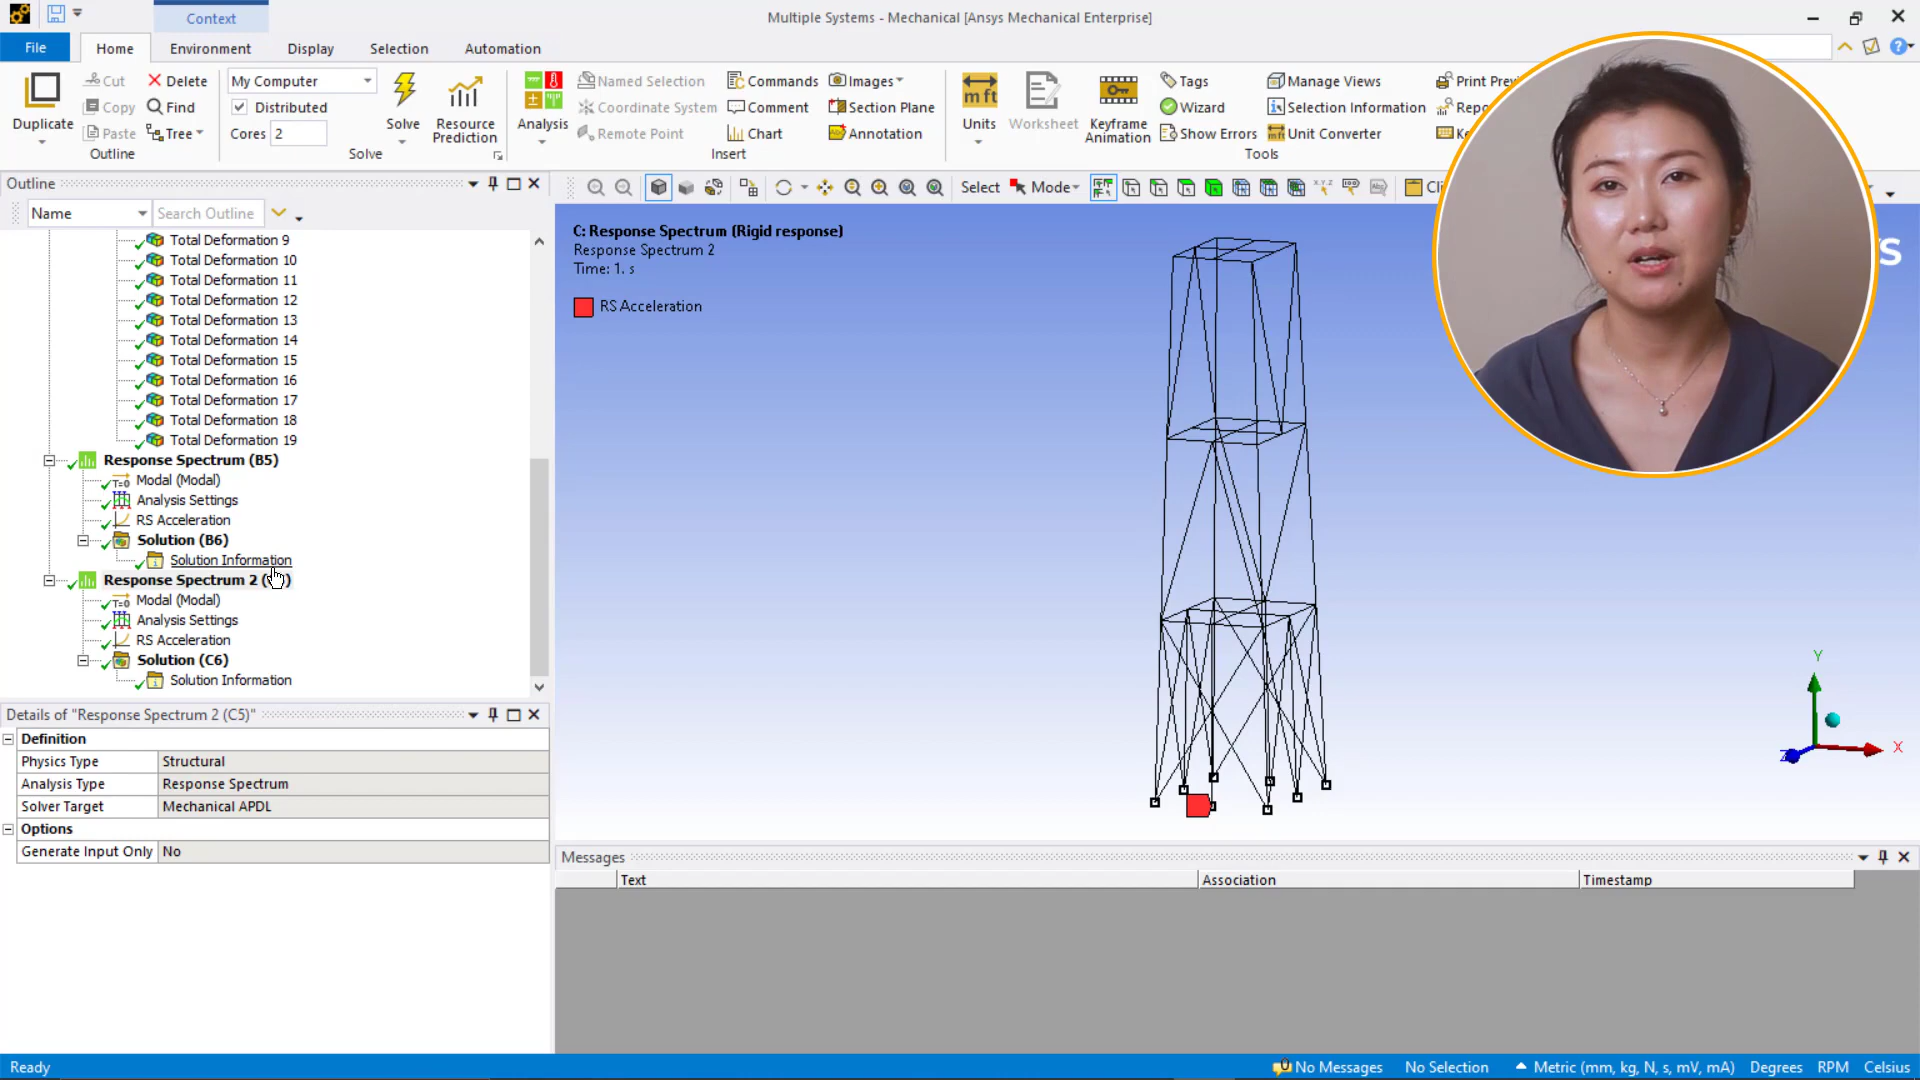 Context
Multiple Systems - Mechanical [Ansys Mechanical Enterprise]
File
Home
Environment
Display
Selection
Automation
Duplicate
Cut
Copy
Paste
Delete
Find
Tree
Outline
My Computer
Distributed
Cores 2
Solve
Resource
Prediction
Solve
Analysis
Named Selection
Coordinate System
Remote Point
Commands
Comment
Chart
Images
Section Plane
Annotation
Insert
Units
Worksheet
Keyframe
Animation
Tags
Wizard
Show Errors
Manage Views
Selection Information
Unit Converter
Print Prev
Repo
Ke
Tools
Outline
Name
Search Outline
Select
Mode
Cli
Total Deformation 9
Total Deformation 10
Total Deformation 11
Total Deformation 12
Total Deformation 13
Total Deformation 14
Total Deformation 15
Total Deformation 16
Total Deformation 17
Total Deformation 18
Total Deformation 19
Response Spectrum (B5)
Modal (Modal)
Analysis Settings
RS Acceleration
Solution (B6)
Solution Information
Response Spectrum 2 (
Modal (Modal)
Analysis Settings
RS Acceleration
Solution (C6)
Solution Information
Details of "Response Spectrum 2 (C5)"
Definition
Physics Type Structural
Analysis Type Response Spectrum
Solver Target Mechanical APDL
Options
Generate Input Only No
C: Response Spectrum (Rigid response)
Response Spectrum 2
Time: 1. s
RS Acceleration
S
Y
X
Z
Messages
Text Association Timestamp
Ready
No Messages
No Selection
Metric (mm, kg, N, s, mV, mA)
Degrees
RPM
Celsius